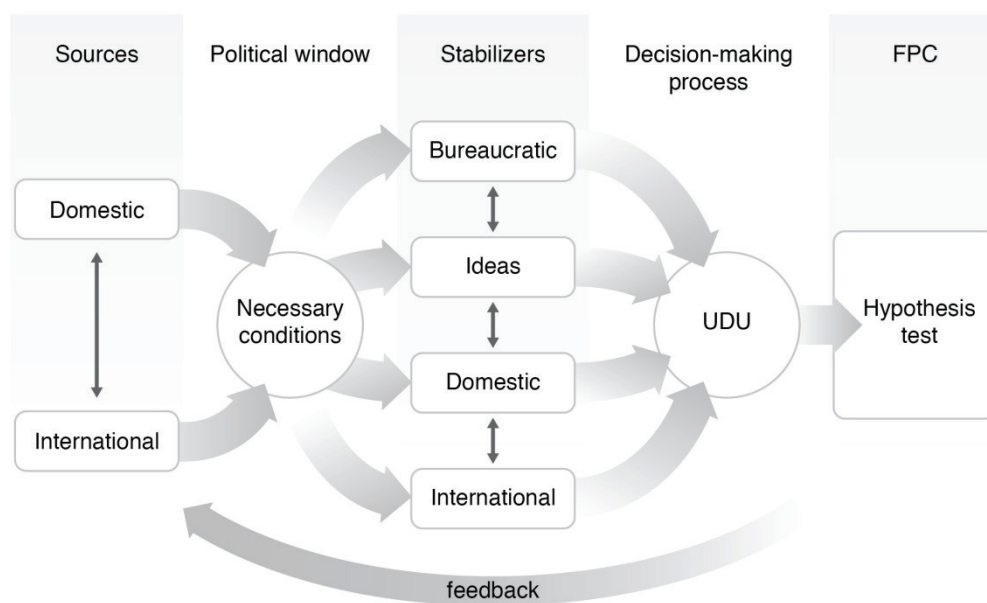 Sources
Political window
Stabilizers
Decision-making
process
FPC
Domestic
International
Necessary
conditions
Bureaucratic
Ideas
Domestic
International
UDU
Hypothesis
test
feedback